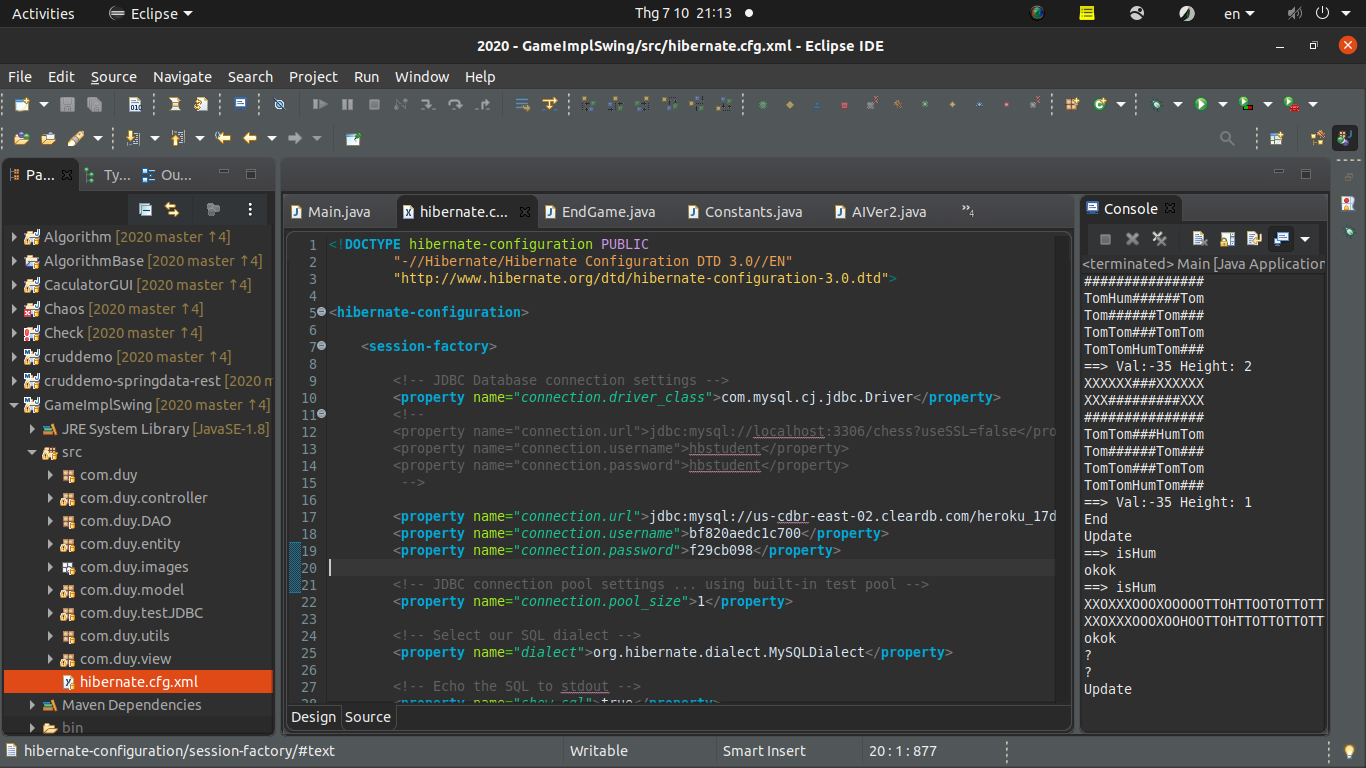 Activities
Eclipse
Thg 7 10 21:13
en
2020 - GameImplSwing/src/hibernate.cfg.xml - Eclipse IDE
File Edit Source Navigate Search Project Run Window Help
Pa... Ty... Ou...
Algorithm [2020 master ↑4]
AlgorithmBase [2020 master ↑4]
CaculatorGUI [2020 master ↑4]
Chaos [2020 master ↑4]
Check [2020 master ↑4]
cruddemo [2020 master ↑4]
cruddemo-springdata-rest [2020 m
GameImplSwing [2020 master ↑4]
JRE System Library [JavaSE-1.8]
src
com.duy
com.duy.controller
com.duy.DAO
com.duy.entity
com.duy.images
com.duy.model
com.duy.testJDBC
com.duy.utils
com.duy.view
hibernate.cfg.xml
Maven Dependencies
bin
Main.java hibernate.c... EndGame.java Constants.java AIVer2.java »4
1 <!DOCTYPE hibernate-configuration PUBLIC
2 "-//Hibernate/Hibernate Configuration DTD 3.0//EN"
3 "http://www.hibernate.org/dtd/hibernate-configuration-3.0.dtd">
4
5 <hibernate-configuration>
6
7 <session-factory>
8
9 <!-- JDBC Database connection settings -->
10 <property name="connection.driver_class">com.mysql.cj.jdbc.Driver</property>
11 <!--
12 <property name="connection.url">jdbc:mysql://localhost:3306/chess?useSSL=false</pro
13 <property name="connection.username">hbstudent</property>
14 <property name="connection.password">hbstudent</property>
15 -->
16
17 <property name="connection.url">jdbc:mysql://us-cdbr-east-02.cleardb.com/heroku_17d
18 <property name="connection.username">bf820aedc1c700</property>
19 <property name="connection.password">f29cb098</property>
20
21 <!-- JDBC connection pool settings ... using built-in test pool -->
22 <property name="connection.pool_size">1</property>
23
24 <!-- Select our SQL dialect -->
25 <property name="dialect">org.hibernate.dialect.MySQLDialect</property>
26
27 <!-- Echo the SQL to stdout -->
28 <property name="show_sql">true</property>
Design Source
Console
<terminated> Main [Java Application
###############
TomHum######Tom
Tom######Tom###
TomTom###TomTom
TomTomHumTom###
==> Val:-35 Height: 2
XXXXXX###XXXXXX
XXX#########XXX
###############
TomTom###HumTom
Tom######Tom###
TomTom###TomTom
TomTomHumTom###
==> Val:-35 Height: 1
End
Update
==> isHum
okok
==> isHum
XXOXXXOOOXOOOOOTTOHTTOOTOTTOTT
XXOXXXOOOXOOHOOTTOHTTOTTOTTOTT
okok
?
?
Update
hibernate-configuration/session-factory/#text
Writable
Smart Insert
20 : 1 : 877